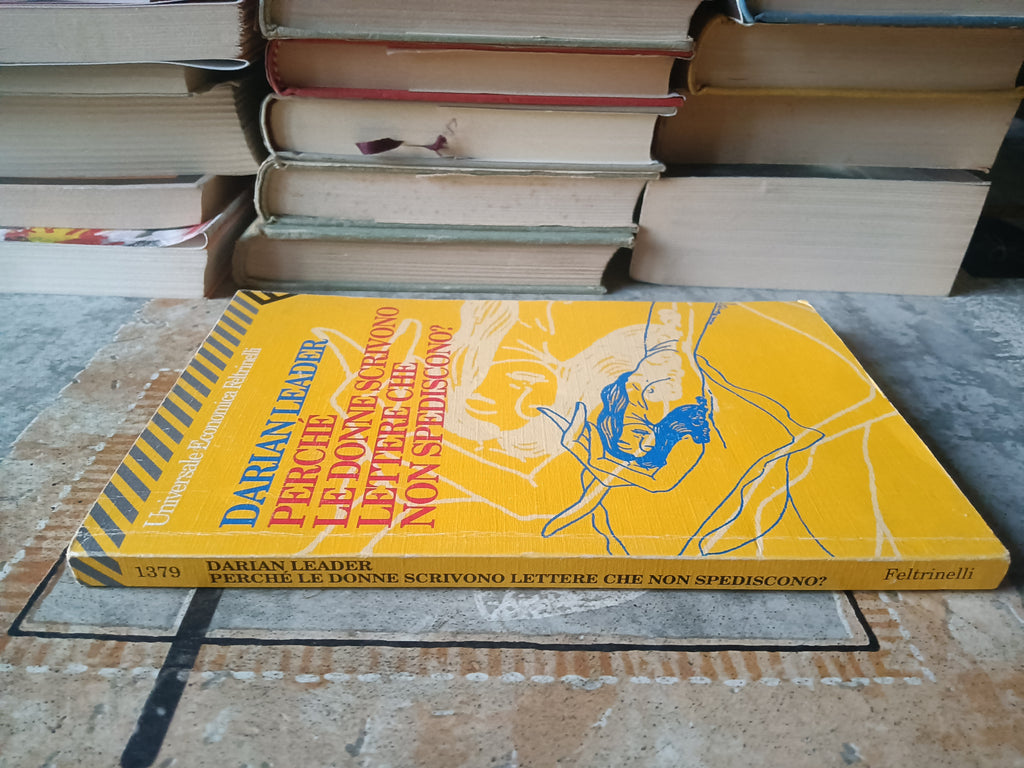 Universale Economica Feltrinelli
DARIAN LEADER
PERCHÉ
LE DONNE SCRIVONO
LETTERE CHE
NON SPEDISCONO?
1379
DARIAN LEADER
PERCHÉ LE DONNE SCRIVONO LETTERE CHE NON SPEDISCONO?
Feltrinelli